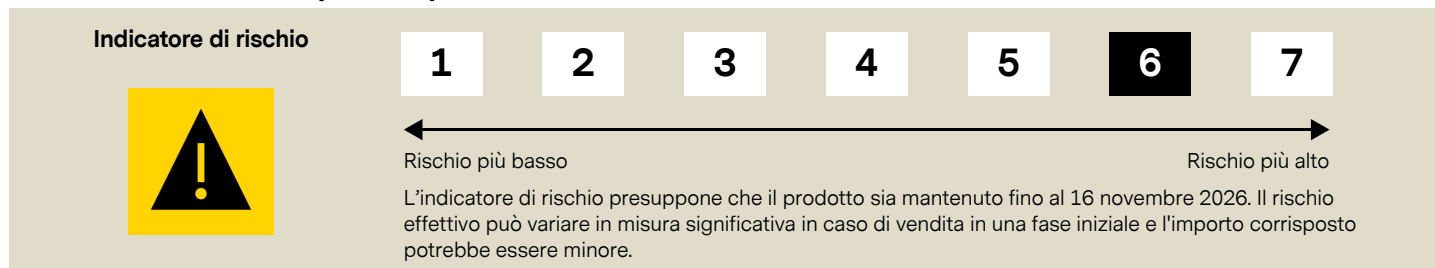 Indicatore di rischio
1 2 3 4 5 6 7
Rischio più basso Rischio più alto
L'indicatore di rischio presuppone che il prodotto sia mantenuto fino al 16 novembre 2026. Il rischio
effettivo può variare in misura significativa in caso di vendita in una fase iniziale e l'importo corrisposto
potrebbe essere minore.